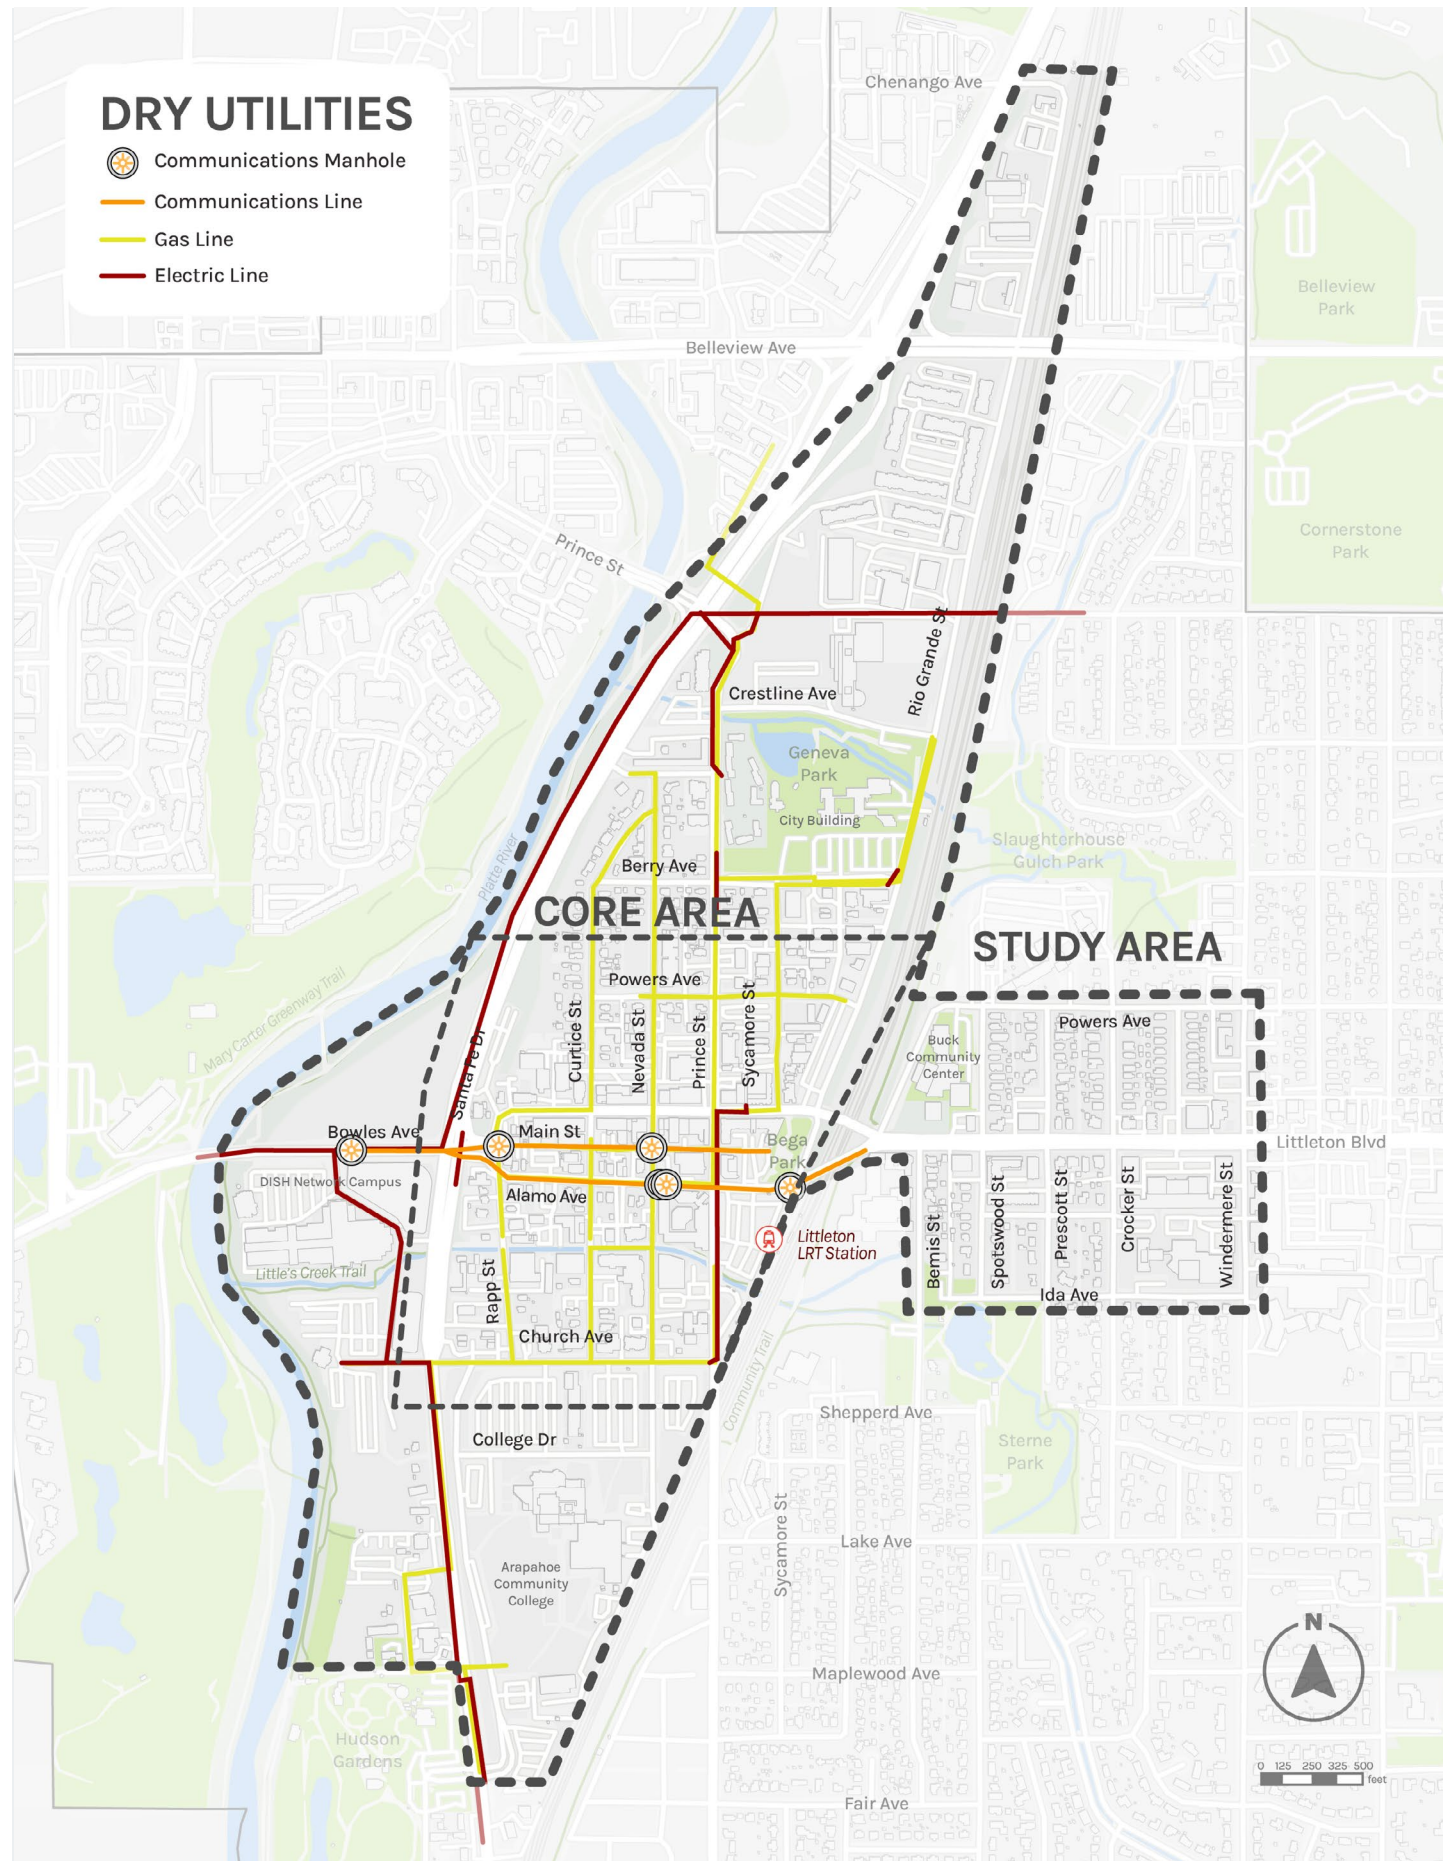 DRY UTILITIES
Communications Manhole
Communications Line
Gas Line
Electric Line
Chenango Ave
Belleview
Park
Belleview Ave
Cornerstone
Park
Prince St
Rio Grande St
Crestline Ave
Geneva
Park
City Building
Slaughterhouse
Gulch Park
Platte River
Berry Ave
CORE AREA
STUDY AREA
Mary Carter Greenway Trail
Powers Ave
Curtice St
Nevada St
Prince St
Sycamore St
Powers Ave
Buck
Community
Center
Santa Fe Dr
Bowles Ave
Main St
Bega
Park
Littleton Blvd
DISH Network Campus
Alamo Ave
Littleton
LRT Station
Bemis St
Spotswood St
Prescott St
Crocker St
Windermere St
Little's Creek Trail
Rapp St
Ida Ave
Church Ave
Community Trail
Shepperd Ave
College Dr
Sterne
Park
Sycamore St
Lake Ave
Arapahoe
Community
College
N
Maplewood Ave
Hudson
Gardens
0 125 250 325 500
feet
Fair Ave